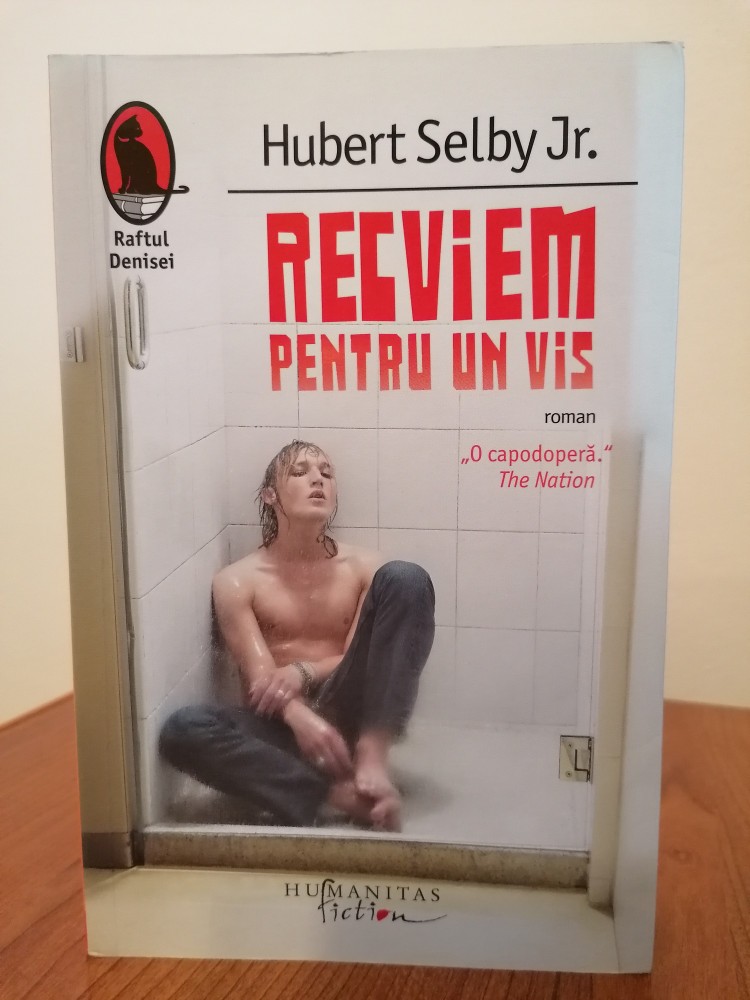 Hubert Selby Jr.
Raftul
Denisei
RECViEM
PENTRU UN ViS
roman
„O capodoperă.“
The Nation
HUMANITAS
fiction